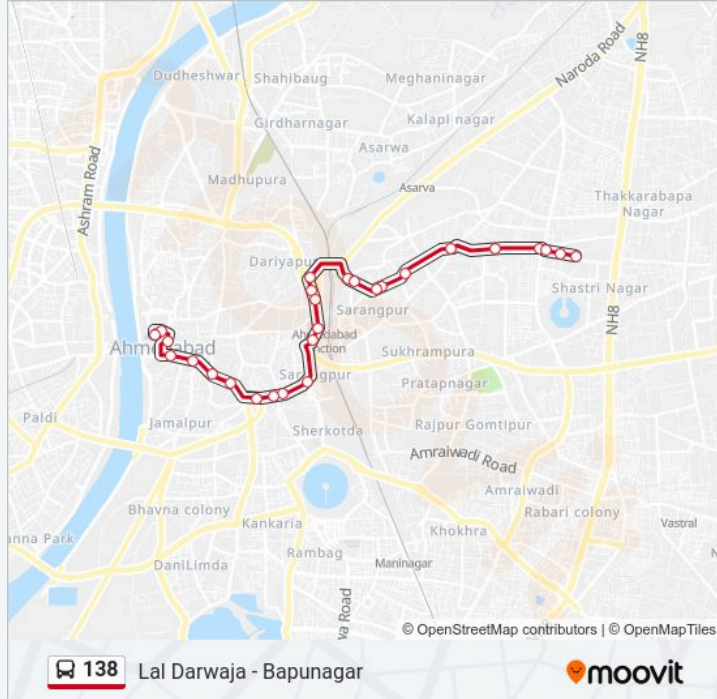 Dudheshwar
Shahibaug
Meghaninagar
Naroda Road
NH8
Girdharnagar
Kalapi nagar
Asarwa
Ashram Road
Madhupura
Asarva
Thakkarabapa
Nagar
Dariyapur
Sarangpur
Shastri Nagar
Ahmedabad
Junction
Ahmedabad
Sukhrampura
NH8
Sarangpur
Pratapnagar
Paldi
Jamalpur
Sherkotda
Rajpur Gomtipur
Amraiwadi Road
Amraiwadi
Bhavna colony
Rabari colony
Kankaria
Vastral
anna Park
Khokhra
Rambag
DaniLimda
Maninagar
va Road
© OpenStreetMap contributors | © OpenMapTiles
138 Lal Darwaja - Bapunagar
moovit